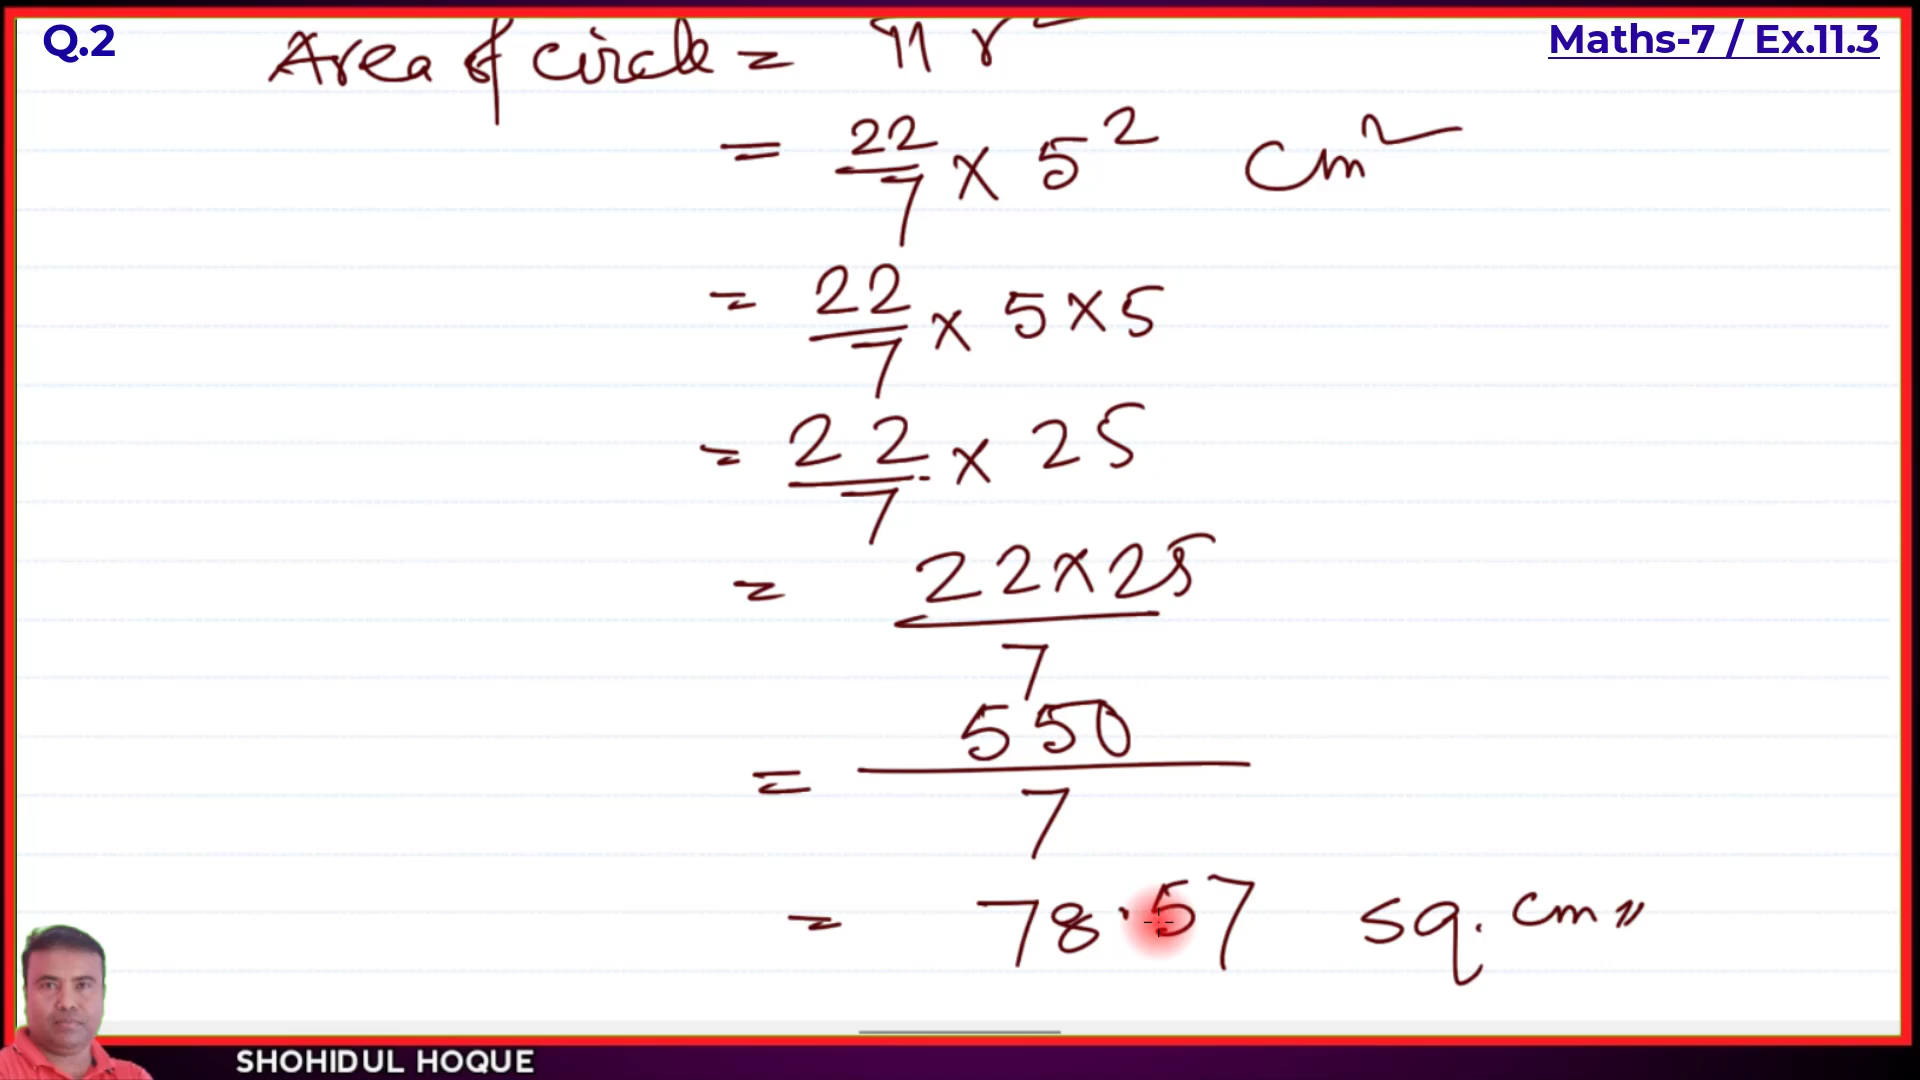 Q.2
Maths-7 / Ex.11.3
Area of circle = π r²
= 22/7 × 5² cm²
= 22/7 × 5×5
= 22/7 × 25
= 22×25/7
= 550/7
= 78.57 sq. cm〃
SHOHIDUL HOQUE